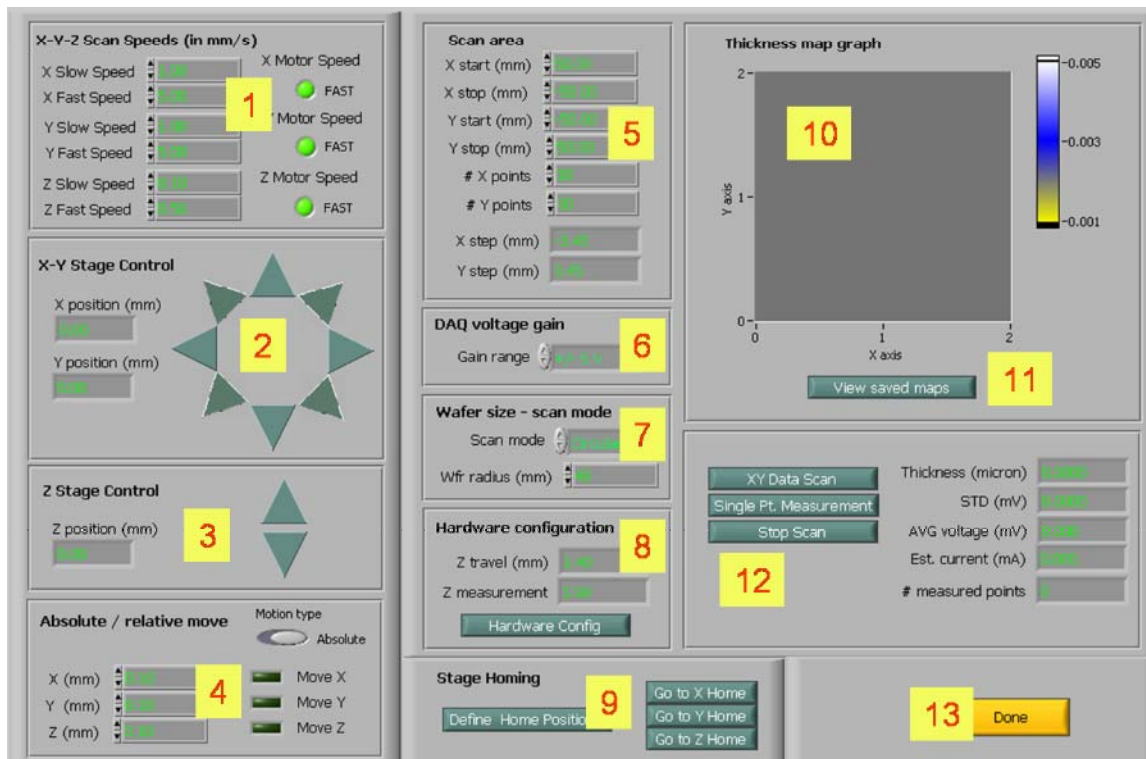 X-Y-Z Scan Speeds (in mm/s)
X Slow Speed
X Motor Speed
X Fast Speed
FAST
1
Y Slow Speed
Motor Speed
Y Fast Speed
FAST
Z Slow Speed
Z Motor Speed
Z Fast Speed
FAST
X-Y Stage Control
X position (mm)
0.00
2
Y position (mm)
0.00
Z Stage Control
Z position (mm)
0.00
3
Absolute / relative move
Motion type
Absolute
X (mm)
Move X
4
Y (mm)
Move Y
Z (mm)
Move Z
Scan area
X start (mm)
X stop (mm)
Y start (mm)
5
Y stop (mm)
# X points
# Y points
X step (mm)
Y step (mm)
DAQ voltage gain
Gain range
6
Wafer size - scan mode
Scan mode
7
Wfr radius (mm)
Hardware configuration
8
Z travel (mm)
Z measurement
Hardware Config
Stage Homing
Define Home Position
9
Go to X Home
Go to Y Home
Go to Z Home
Thickness map graph
10
2
1
0
Y axis
0 1 2
X axis
-0.005
-0.003
-0.001
View saved maps
11
XY Data Scan
Single Pt. Measurement
Stop Scan
12
Thickness (micron)
STD (mV)
AVG voltage (mV)
Est. current (mA)
# measured points
13
Done